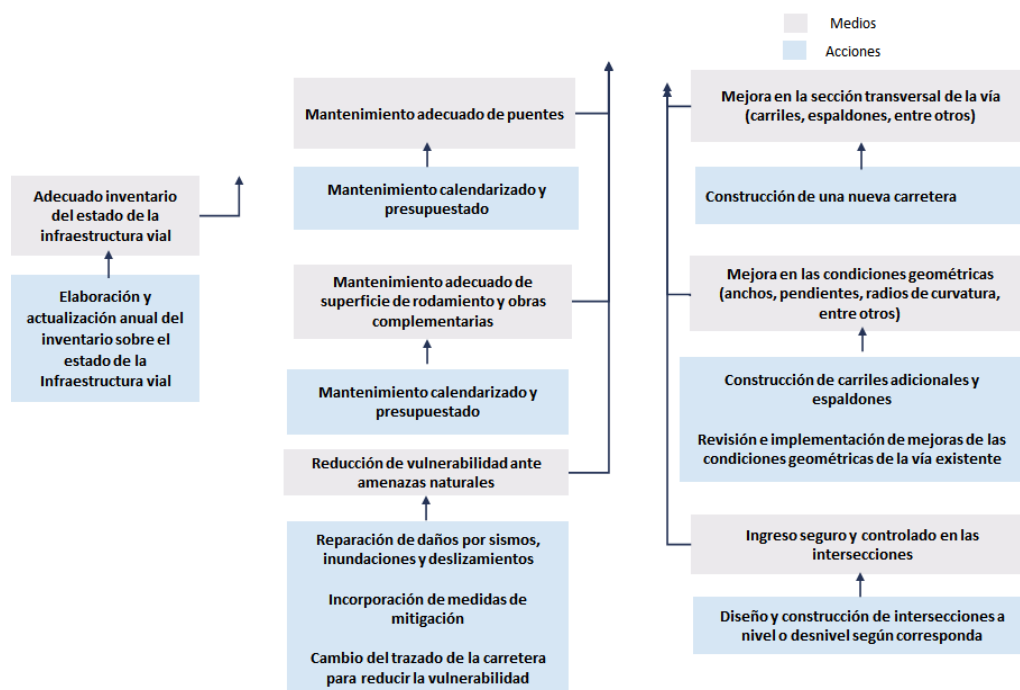 Medios
Acciones
Adecuado inventario
del estado de la
infraestructura vial
Elaboración y
actualización anual del
inventario sobre el
estado de la
Infraestructura vial
Mantenimiento adecuado de puentes
Mantenimiento calendarizado y
presupuestado
Mantenimiento adecuado de
superficie de rodamiento y obras
complementarias
Mantenimiento calendarizado y
presupuestado
Reducción de vulnerabilidad ante
amenazas naturales
Reparación de daños por sismos,
inundaciones y deslizamientos
Incorporación de medidas de
mitigación
Cambio del trazado de la carretera
para reducir la vulnerabilidad
Mejora en la sección transversal de la vía
(carriles, espaldones, entre otros)
Construcción de una nueva carretera
Mejora en las condiciones geométricas
(anchos, pendientes, radios de curvatura,
entre otros)
Construcción de carriles adicionales y
espaldones
Revisión e implementación de mejoras de las
condiciones geométricas de la vía existente
Ingreso seguro y controlado en las
intersecciones
Diseño y construcción de intersecciones a
nivel o desnivel según corresponda